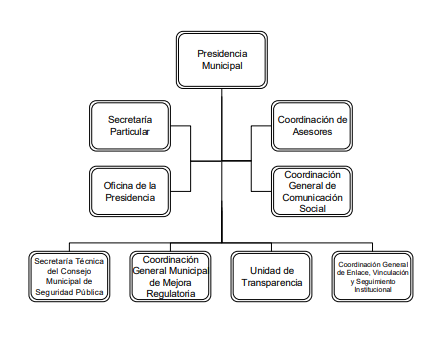 Presidencia
Municipal
Secretaría
Particular
Coordinación de
Asesores
Oficina de la
Presidencia
Coordinación
General de
Comunicación
Social
Secretaría Técnica
del Consejo
Municipal de
Seguridad Pública
Coordinación
General Municipal
de Mejora
Regulatoria
Unidad de
Transparencia
Coordinación General
de Enlace, Vinculación
y Seguimiento
Institucional